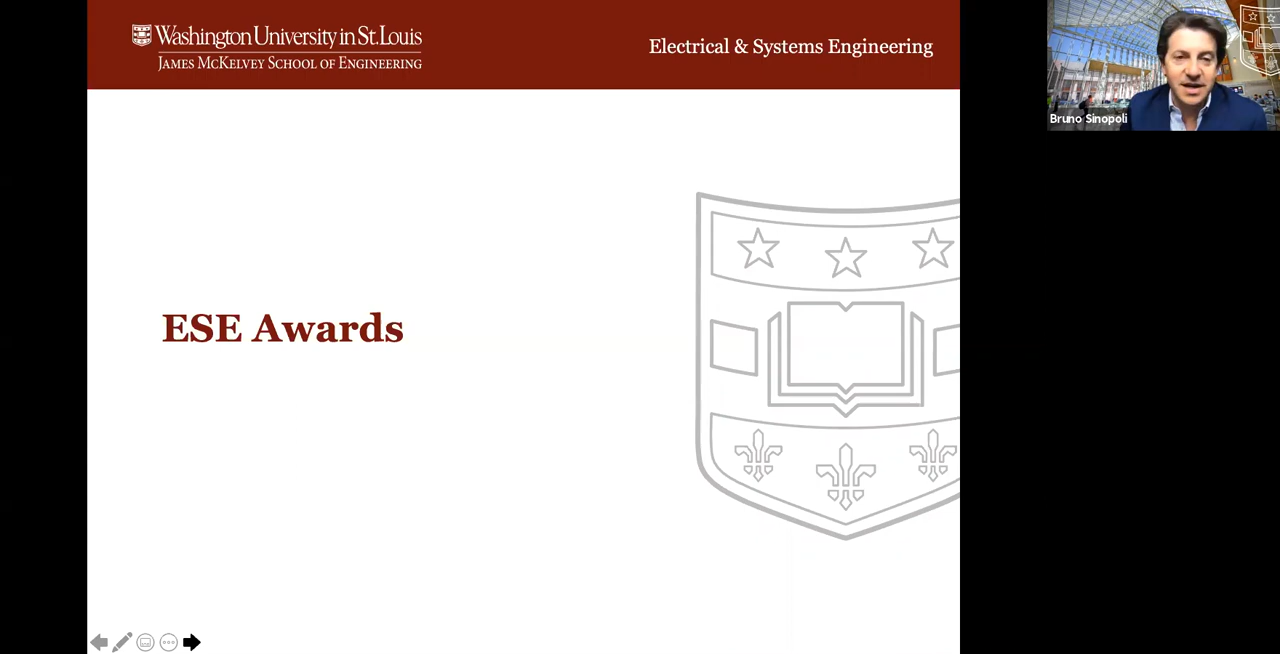 Washington University in St. Louis
JAMES MCKELVEY SCHOOL OF ENGINEERING
Electrical & Systems Engineering
Bruno Sinopoli
ESE Awards